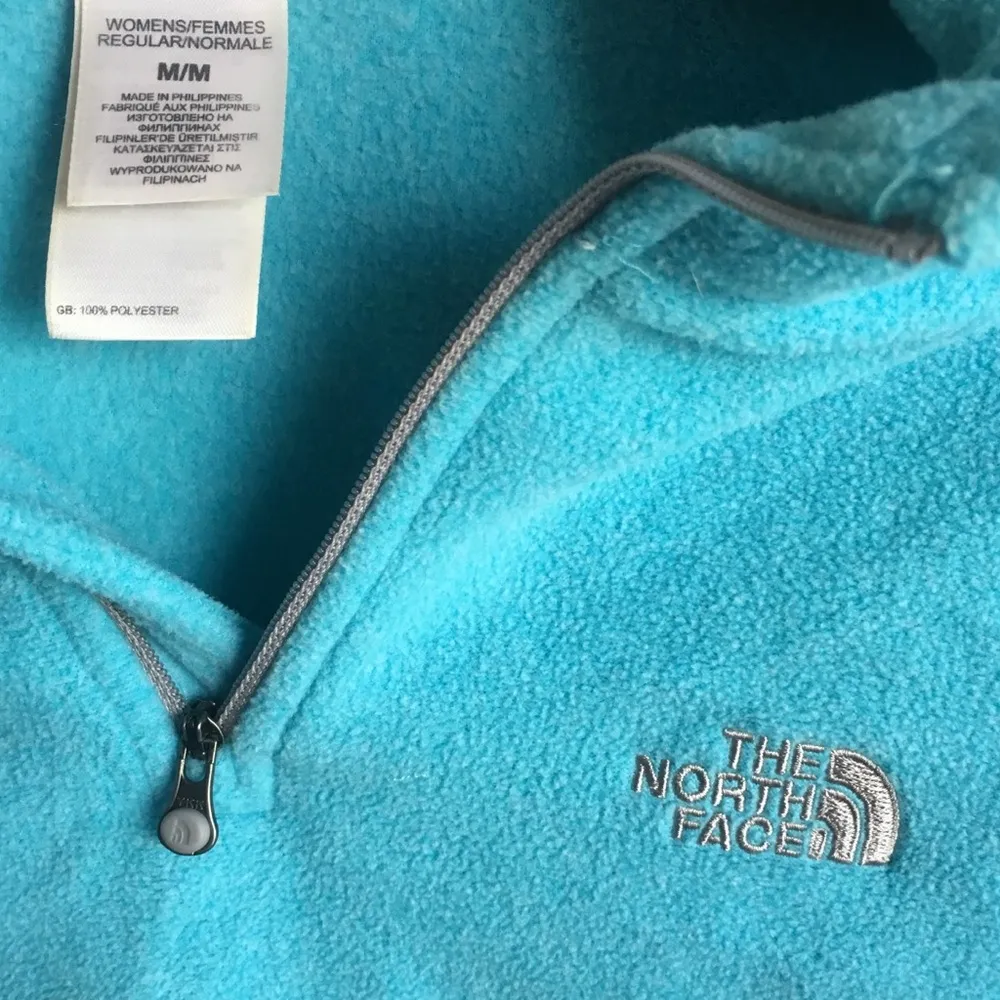 WOMENS/FEMMES
REGULAR/NORMALE
M/M
MADE IN PHILIPPINES
FABRIQUÉ AUX PHILIPPINES
ИЗГОТОВЛЕНО НА
ФИЛИППИНАХ
FILIPINLER'DE ÜRETILMISTIR
ΚΑΤΑΣΚΕΥΑΖΕΤΑΙ ΣΤΙΣ
ΦΙΛΙΠΠΙΝΕΣ
WYPRODUKOWANO NA
FILIPINACH
GB: 100% POLYESTER
THE
NORTH
FACE